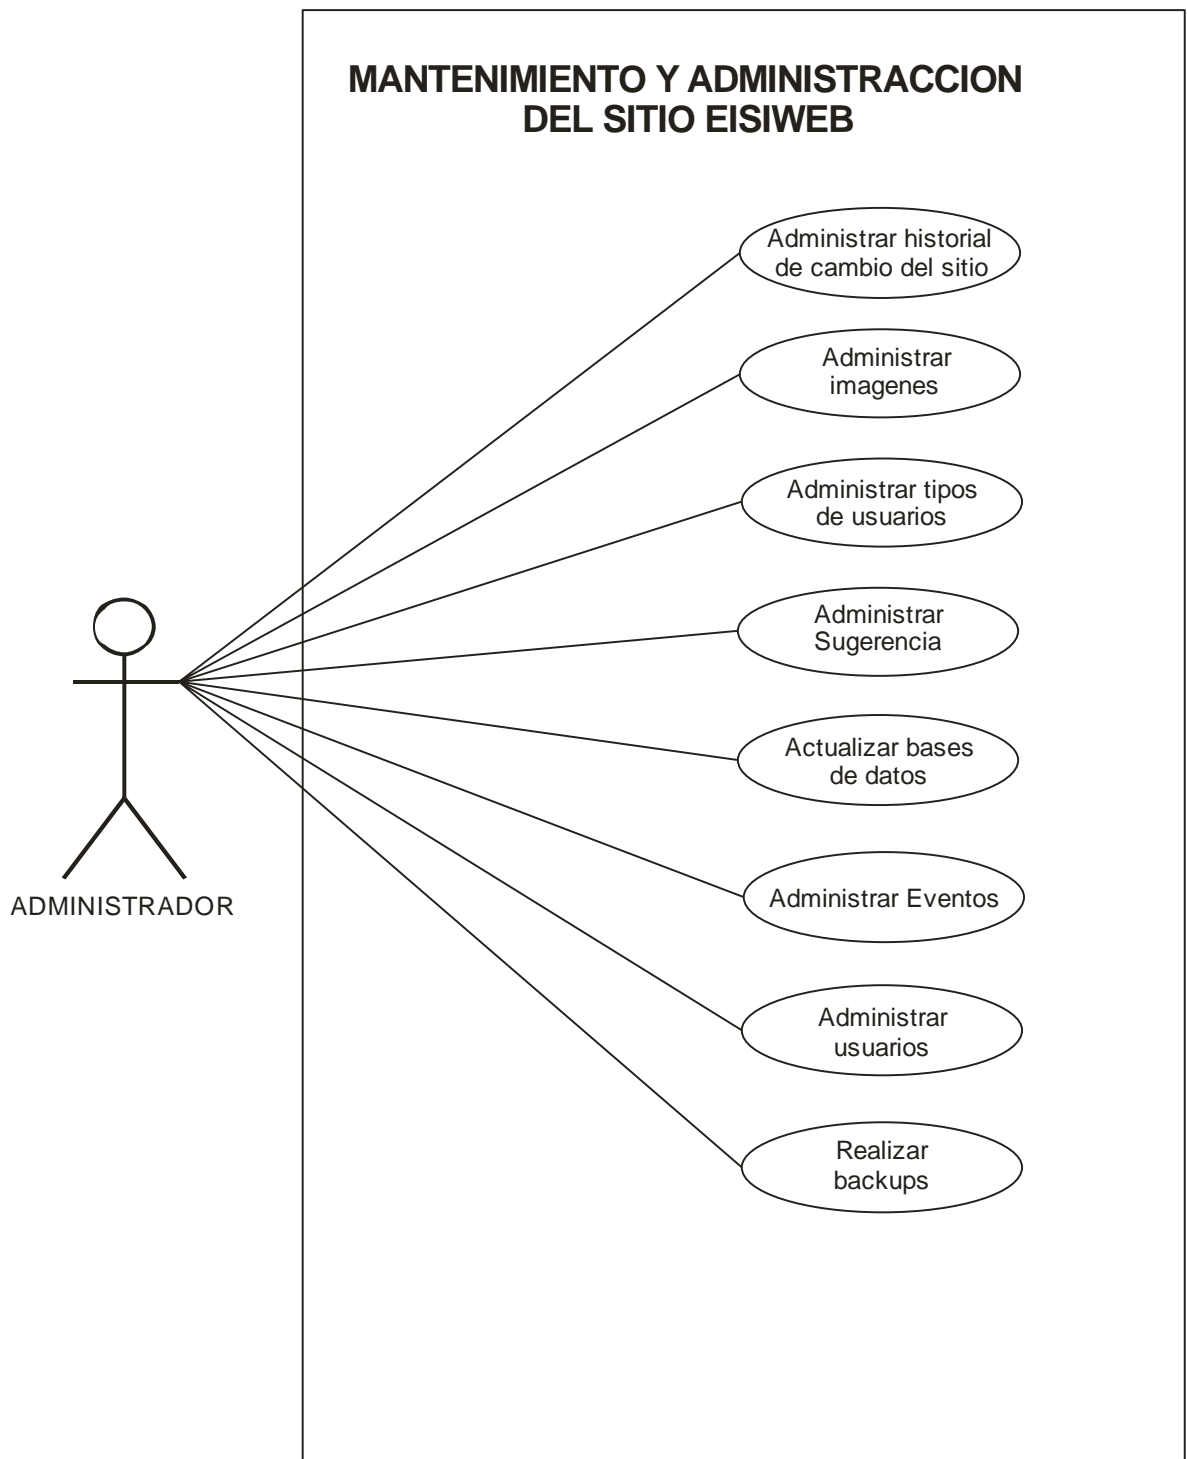 MANTENIMIENTO Y ADMINISTRACCION
DEL SITIO EISIWEB
Administrar historial
de cambio del sitio
Administrar
imagenes
Administrar tipos
de usuarios
Administrar
Sugerencia
Actualizar bases
de datos
ADMINISTRADOR
Administrar Eventos
Administrar
usuarios
Realizar
backups